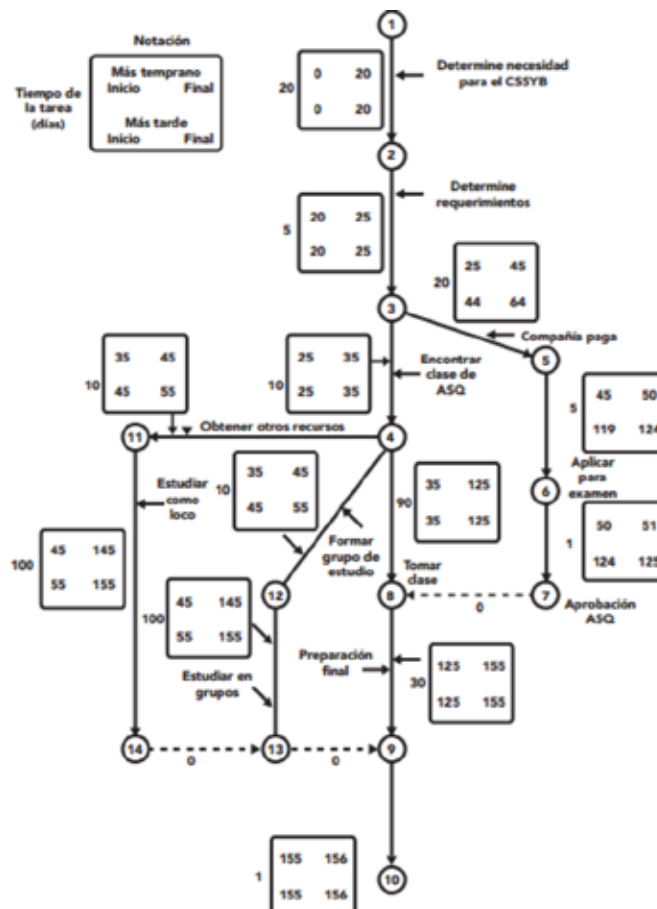 Notación
Más temprano
Inicio Final
Más tarde
Inicio Final
Tiempo de
la tarea
(días)
1
20
0 20
0 20
Determine necesidad
para el CSSYB
2
Determine
requerimientos
5
20 25
20 25
20
25 45
44 64
3
Compañía paga
5
10
35 45
45 55
10
25 35
25 35
Encontrar
clase de
ASQ
5
45 50
119 124
11
Obtener otros recursos
4
Estudiar
como
loco
10
35 45
45 55
90
35 125
35 125
6
Aplicar
para
examen
1
50 51
124 125
Formar
grupo de
estudio
100
45 145
55 155
12
Tomar
clase
8
0
7
Aprobación
ASQ
100
45 145
55 155
Preparación
final
30
125 155
125 155
Estudiar en
grupos
14
0
13
0
9
1
155 156
155 156
10